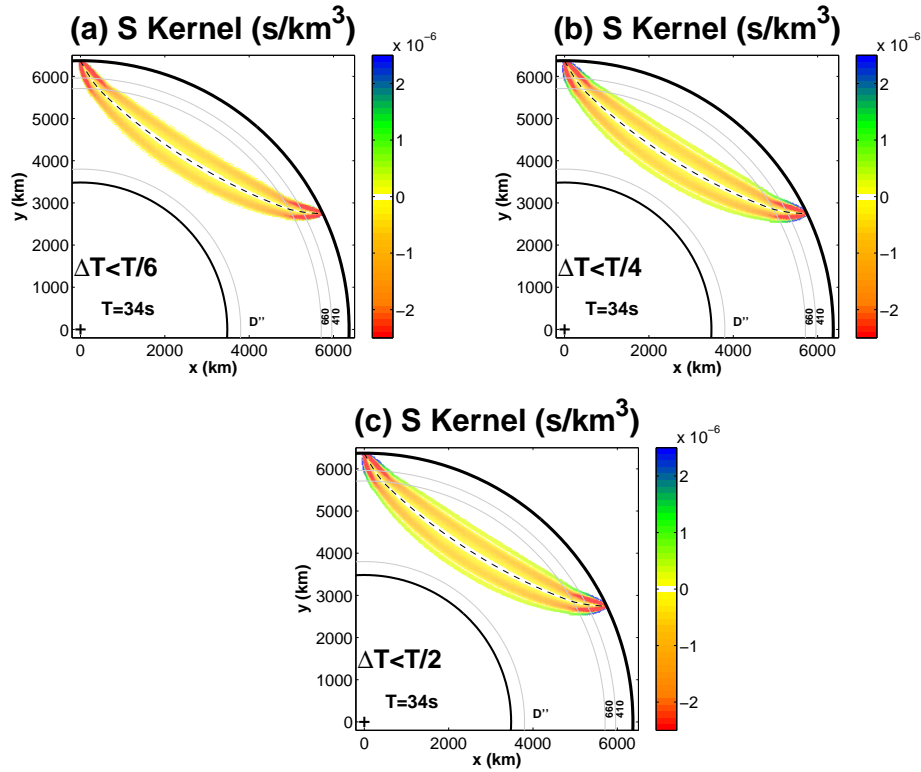 (a) S Kernel (s/km³)
x 10⁻⁶
6000
5000
4000
3000
2000
1000
0
y (km)
ΔT<T/6
T=34s
D''
660
410
0
2000
4000
6000
x (km)
2
1
0
−1
−2
(b) S Kernel (s/km³)
x 10⁻⁶
6000
5000
4000
3000
2000
1000
0
y (km)
ΔT<T/4
T=34s
D''
660
410
0
2000
4000
6000
x (km)
2
1
0
−1
−2
(c) S Kernel (s/km³)
x 10⁻⁶
6000
5000
4000
3000
2000
1000
0
y (km)
ΔT<T/2
T=34s
D''
660
410
0
2000
4000
6000
x (km)
2
1
0
−1
−2